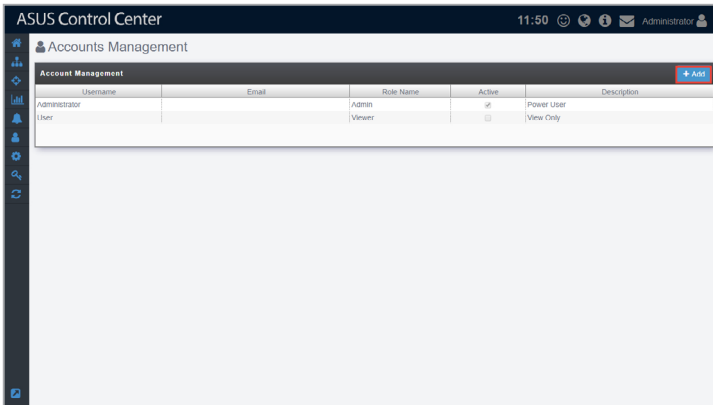 ASUS Control Center
11:50
Administrator
Accounts Management
Account Management
+ Add
Username Email Role Name Active Description
Administrator Admin Power User
User Viewer View Only